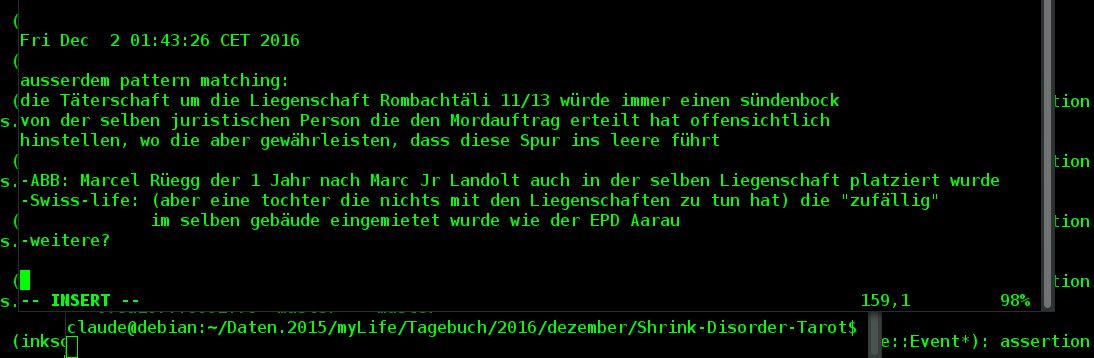 (
Fri Dec  2 01:43:26 CET 2016
(
ausserdem pattern matching:
(die Täterschaft um die Liegenschaft Rombachtäli 11/13 würde immer einen sündenbock tion
s. von der selben juristischen Person die den Mordauftrag erteilt hat offensichtlich
hinstellen, wo die aber gewährleisten, dass diese Spur ins leere führt
( tion
s. -ABB: Marcel Rüegg der 1 Jahr nach Marc Jr Landolt auch in der selben Liegenschaft platziert wurde
-Swiss-life: (aber eine tochter die nichts mit den Liegenschaften zu tun hat) die "zufällig"
( im selben gebäude eingemietet wurde wie der EPD Aarau tion
s. -weitere?
( tion
s. -- INSERT -- 159,1 98%
claude@debian:~/Daten.2015/myLife/Tagebuch/2016/dezember/Shrink-Disorder-Tarot$
(inksc e::Event*): assertion